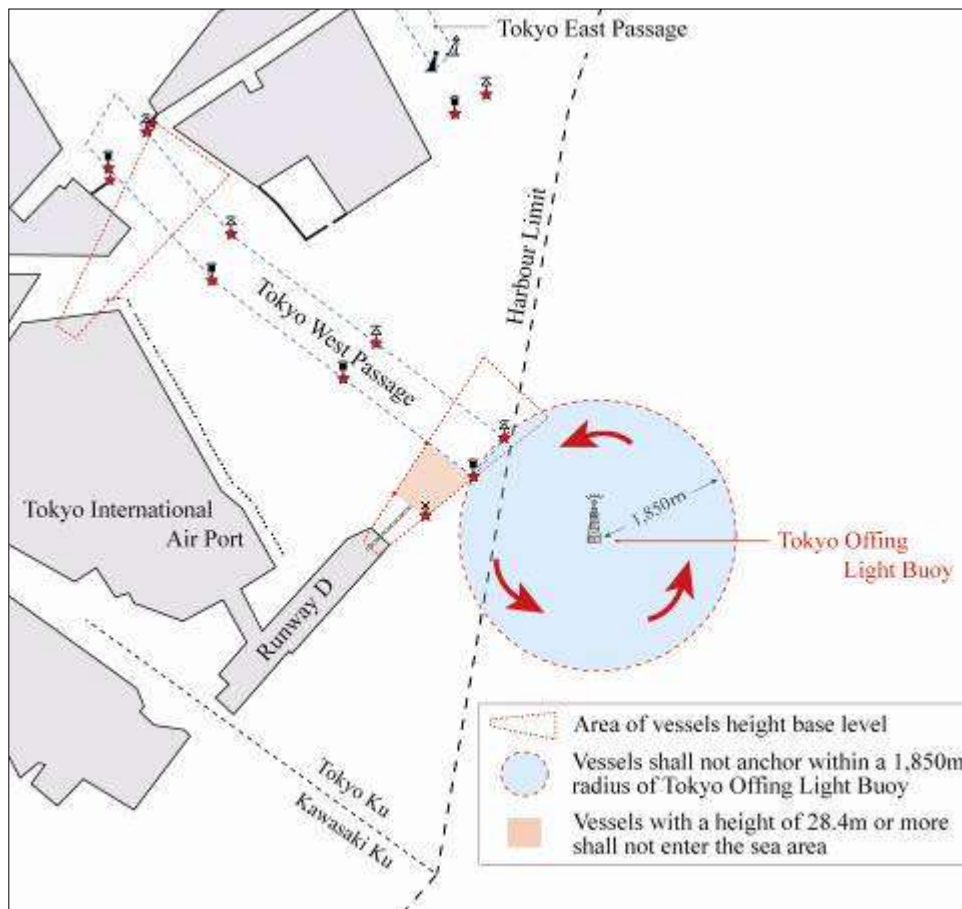 Tokyo East Passage
Harbour Limit
Tokyo West Passage
1,850m
Tokyo International
Air Port
Tokyo Offing
Light Buoy
Runway D
Tokyo Ku
Kawasaki Ku
Area of vessels height base level
Vessels shall not anchor within a 1,850m
radius of Tokyo Offing Light Buoy
Vessels with a height of 28.4m or more
shall not enter the sea area